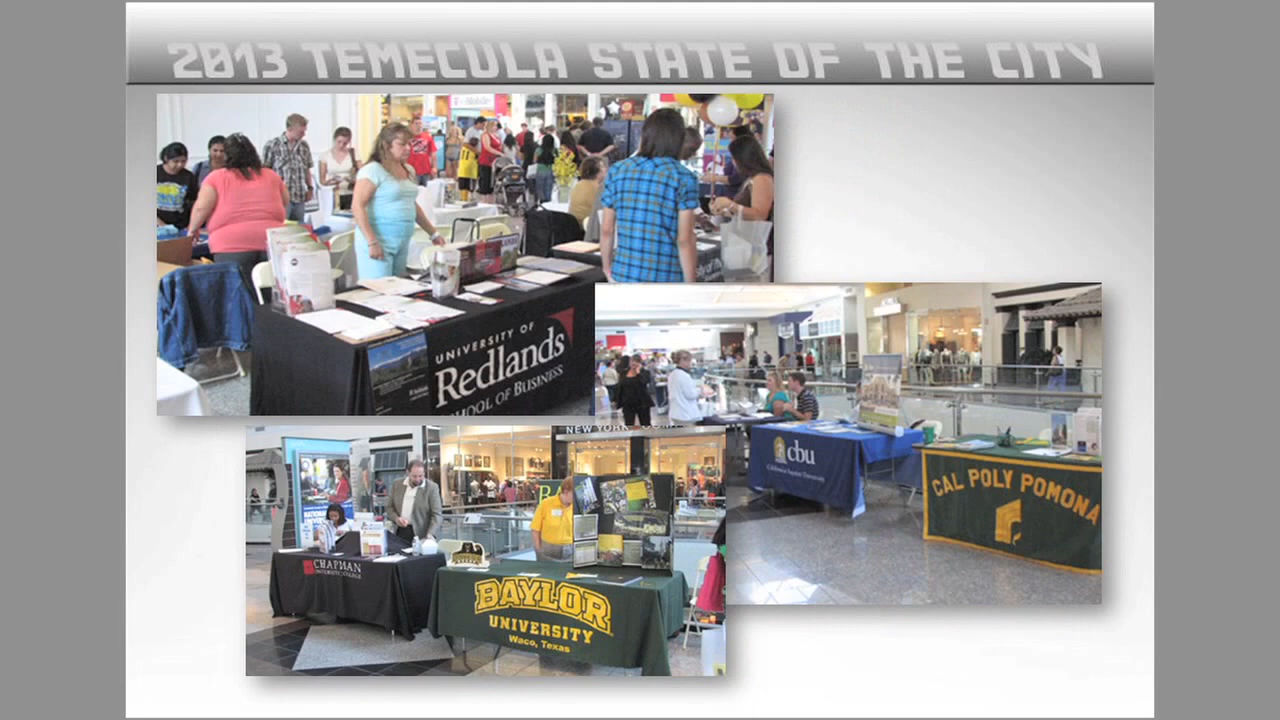 2013 TEMECULA STATE OF THE CITY
T-Mobile
UNIVERSITY OF
Redlands
SCHOOL OF BUSINESS
cbu
California Baptist University
CAL POLY POMONA
NEW YORK
CHAPMAN
UNIVERSITY COLLEGE
BAYLOR
UNIVERSITY
Waco, Texas